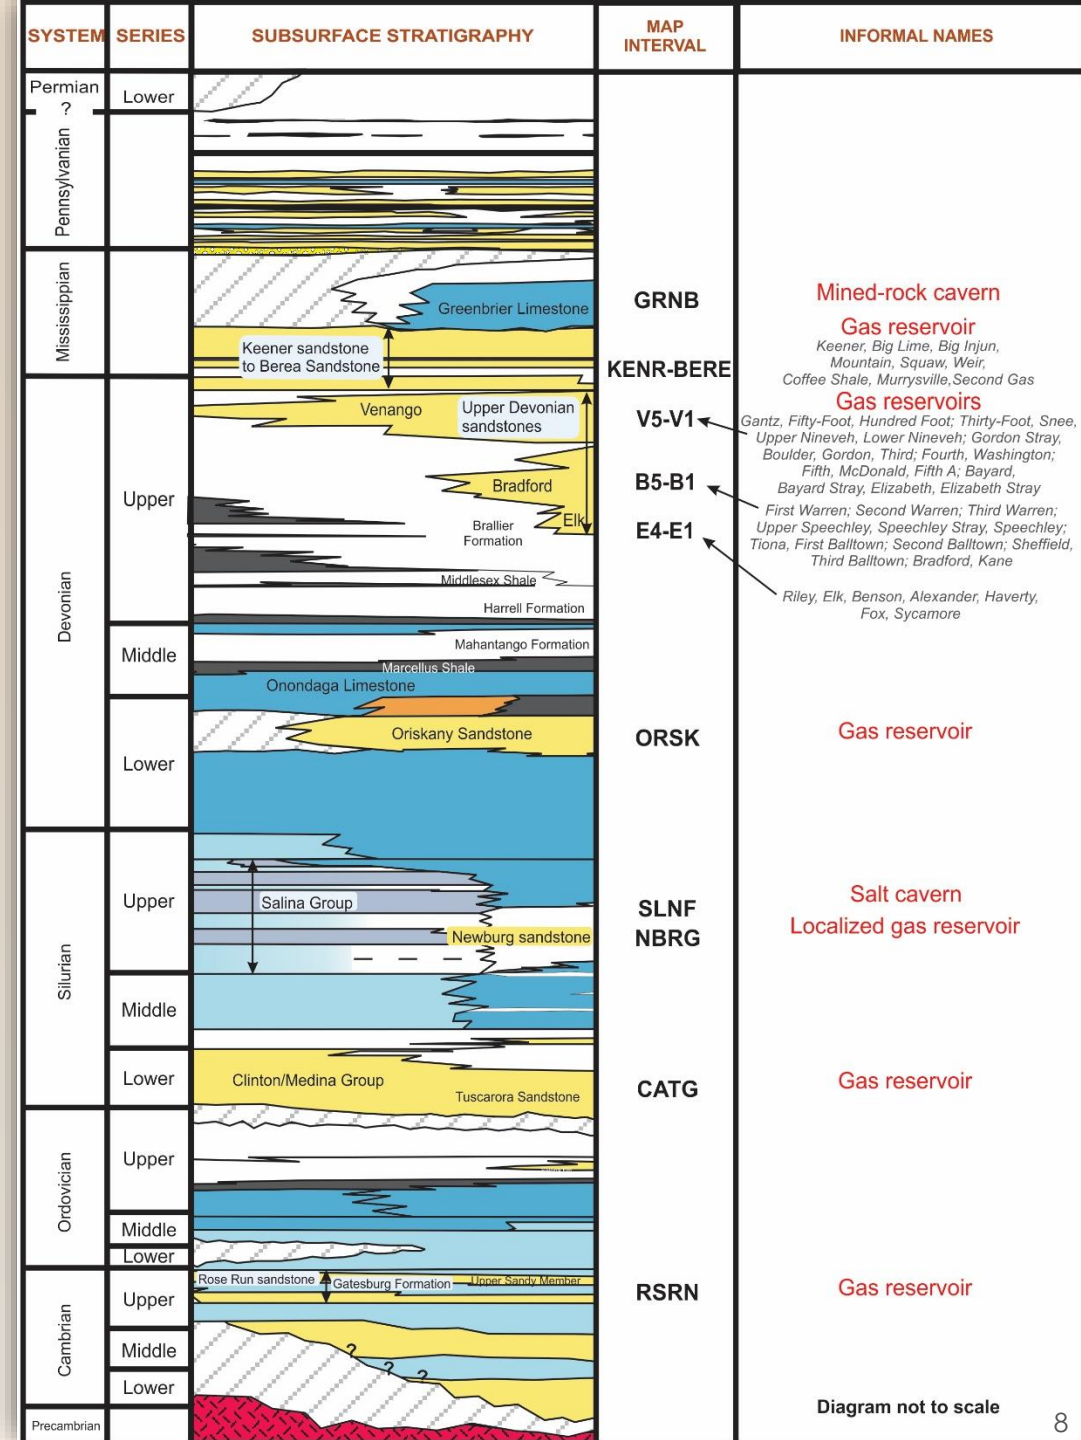 SYSTEM
SERIES
SUBSURFACE STRATIGRAPHY
MAP
INTERVAL
INFORMAL NAMES
Permian
?
Lower
Pennsylvanian
Mississippian
Greenbrier Limestone
GRNB
Mined-rock cavern
Keener sandstone
to Berea Sandstone
KENR-BERE
Gas reservoir
Keener, Big Lime, Big Injun,
Mountain, Squaw, Weir,
Coffee Shale, Murrysville,Second Gas
Devonian
Upper
Venango
Upper Devonian
sandstones
V5-V1
Gas reservoirs
Gantz, Fifty-Foot, Hundred Foot; Thirty-Foot, Snee,
Upper Nineveh, Lower Nineveh; Gordon Stray,
Boulder, Gordon, Third; Fourth, Washington;
Fifth, McDonald, Fifth A; Bayard,
Bayard Stray, Elizabeth, Elizabeth Stray
Bradford
B5-B1
First Warren; Second Warren; Third Warren;
Upper Speechley, Speechley Stray, Speechley;
Tiona, First Balltown; Second Balltown; Sheffield,
Third Balltown; Bradford, Kane
Elk
E4-E1
Riley, Elk, Benson, Alexander, Haverty,
Fox, Sycamore
Brallier
Formation
Middlesex Shale
Harrell Formation
Middle
Mahantango Formation
Marcellus Shale
Onondaga Limestone
Lower
Oriskany Sandstone
ORSK
Gas reservoir
Silurian
Upper
Salina Group
SLNF
Salt cavern
Newburg sandstone
NBRG
Localized gas reservoir
Middle
Lower
Clinton/Medina Group
Tuscarora Sandstone
CATG
Gas reservoir
Ordovician
Upper
Middle
Lower
Cambrian
Upper
Rose Run sandstone
Gatesburg Formation
Upper Sandy Member
RSRN
Gas reservoir
Middle
?
?
?
Lower
Precambrian
Diagram not to scale
8